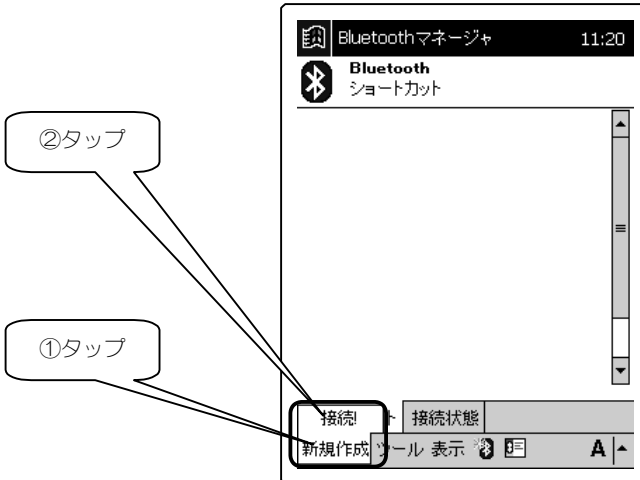 Bluetoothマネージャ 11:20
Bluetooth
ショートカット
②タップ
①タップ
接続! ト 接続状態
新規作成 ツール 表示 A